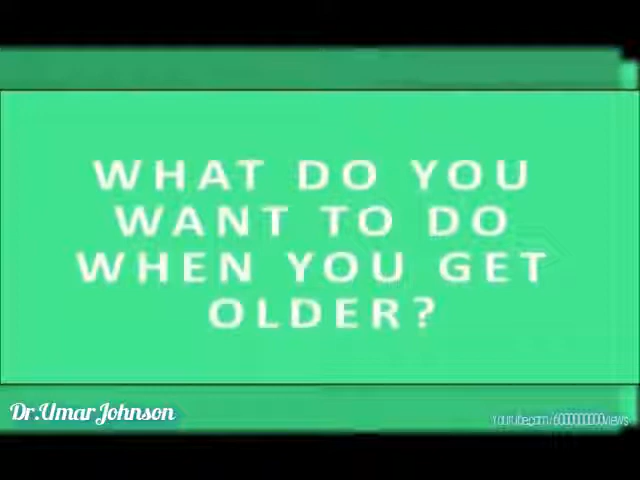 WHAT DO YOU
WANT TO DO
WHEN YOU GET
OLDER?
Dr.Umar Johnson